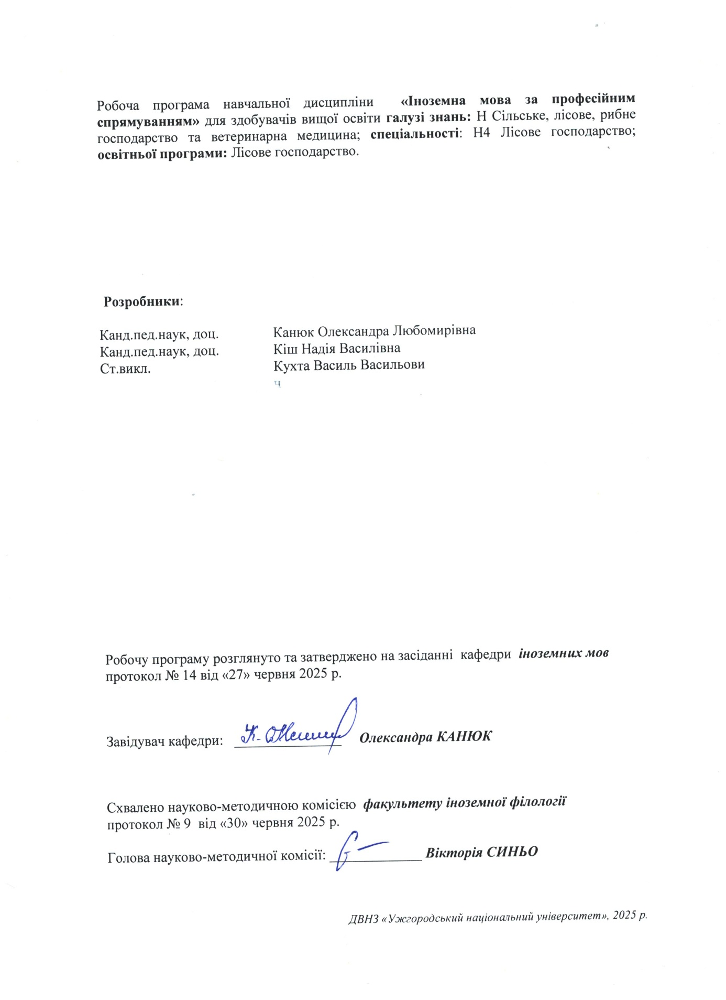 Робоча програма навчальної дисципліни «Іноземна мова за професійним
спрямуванням» для здобувачів вищої освіти галузі знань: Н Сільське, лісове, рибне
господарство та ветеринарна медицина; спеціальності: Н4 Лісове господарство;
освітньої програми: Лісове господарство.
Розробники:
Канд.пед.наук, доц. Канюк Олександра Любомирівна
Канд.пед.наук, доц. Кіш Надія Василівна
Ст.викл. Кухта Василь Васильови
ч
Робочу програму розглянуто та затверджено на засіданні кафедри іноземних мов
протокол № 14 від «27» червня 2025 р.
Завідувач кафедри: Олександра КАНЮК
Схвалено науково-методичною комісією факультету іноземної філології
протокол № 9 від «30» червня 2025 р.
Голова науково-методичної комісії: Вікторія СИНЬО
ДВНЗ «Ужгородський національний університет», 2025 р.